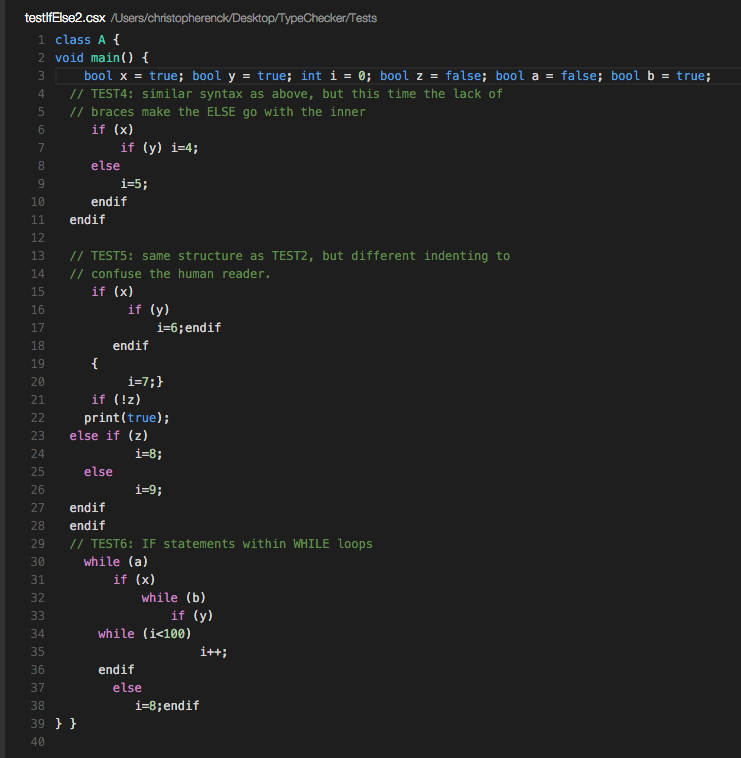 testIfElse2.csx /Users/christopherenck/Desktop/TypeChecker/Tests
1 class A {
2 void main() {
3     bool x = true; bool y = true; int i = 0; bool z = false; bool a = false; bool b = true;
4   // TEST4: similar syntax as above, but this time the lack of
5   // braces make the ELSE go with the inner
6      if (x)
7          if (y) i=4;
8      else
9          i=5;
10      endif
11   endif
12
13   // TEST5: same structure as TEST2, but different indenting to
14   // confuse the human reader.
15      if (x)
16           if (y)
17               i=6;endif
18         endif
19      {
20           i=7;}
21      if (!z)
22     print(true);
23   else if (z)
24            i=8;
25     else
26            i=9;
27   endif
28   endif
29   // TEST6: IF statements within WHILE loops
30     while (a)
31         if (x)
32             while (b)
33                 if (y)
34       while (i<100)
35                     i++;
36       endif
37         else
38            i=8;endif
39 } }
40